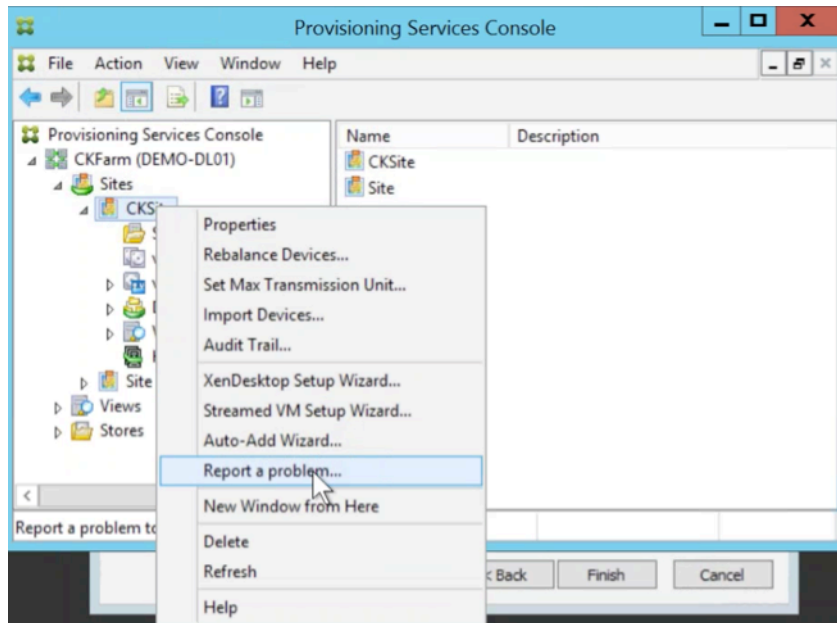 Provisioning Services Console
File Action View Window Help
Provisioning Services Console
CKFarm (DEMO-DL01)
Sites
CKSit
Site
Views
Stores
Name Description
CKSite
Site
Properties
Rebalance Devices...
Set Max Transmission Unit...
Import Devices...
Audit Trail...
XenDesktop Setup Wizard...
Streamed VM Setup Wizard...
Auto-Add Wizard...
Report a problem...
New Window from Here
Delete
Refresh
Help
Report a problem to
Back Finish Cancel